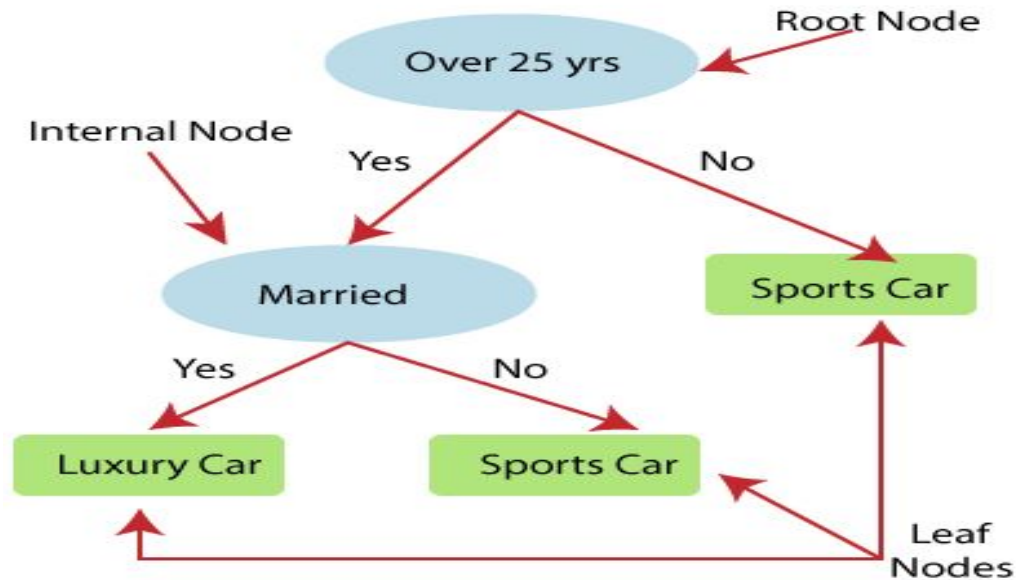 Root Node
Over 25 yrs
Internal Node
Yes
No
Married
Sports Car
Yes
No
Luxury Car
Sports Car
Leaf
Nodes